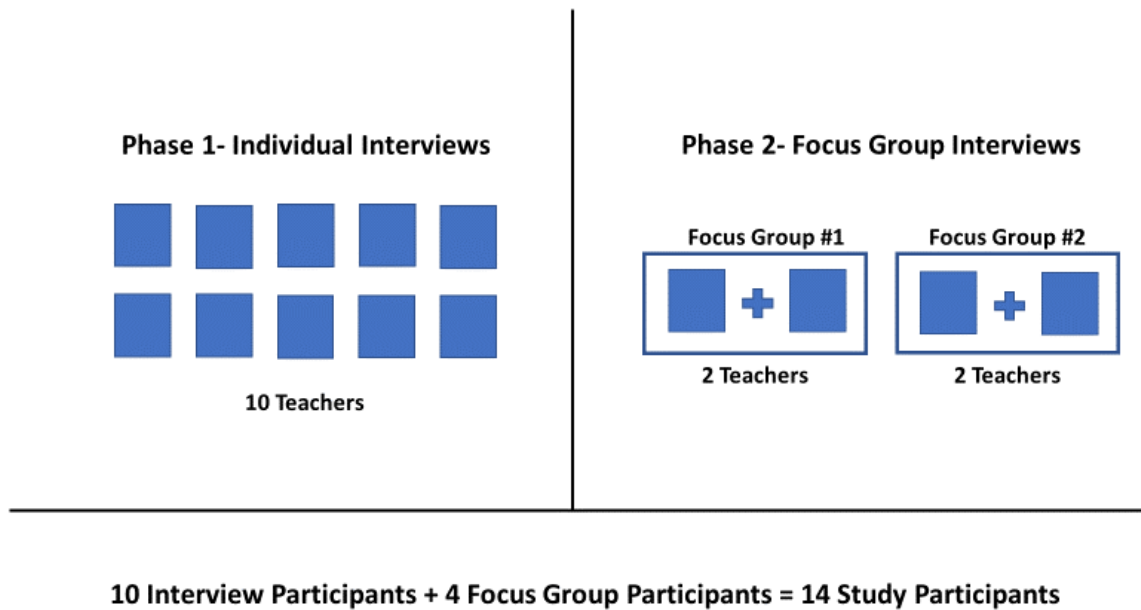 Phase 1- Individual Interviews
10 Teachers
Phase 2- Focus Group Interviews
Focus Group #1
2 Teachers
Focus Group #2
2 Teachers
10 Interview Participants + 4 Focus Group Participants = 14 Study Participants